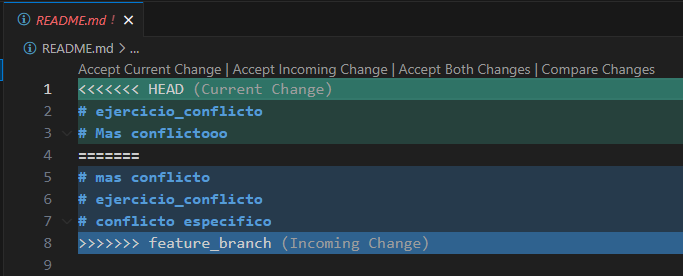 README.md ! ×
README.md > ...
Accept Current Change | Accept Incoming Change | Accept Both Changes | Compare Changes
1 <<<<<<< HEAD (Current Change)
2 # ejercicio_conflicto
3 # Mas conflictooo
4 =======
5 # mas conflicto
6 # ejercicio_conflicto
7 # conflicto especifico
8 >>>>>>> feature_branch (Incoming Change)
9